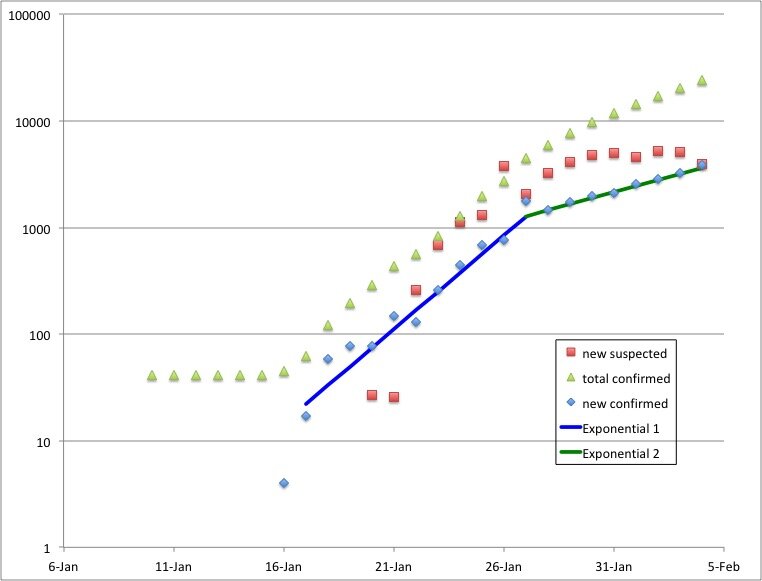 100000
10000
1000
100
10
1
6-Jan 11-Jan 16-Jan 21-Jan 26-Jan 31-Jan 5-Feb
new suspected
total confirmed
new confirmed
Exponential 1
Exponential 2